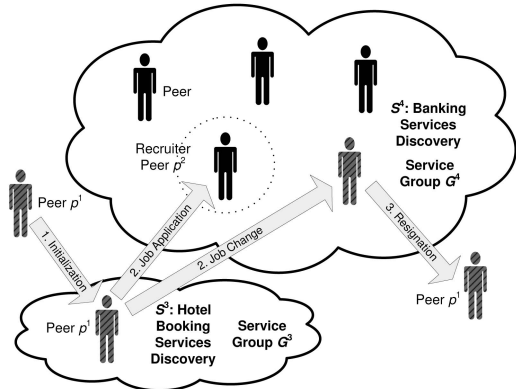 Peer
S⁴: Banking
Services
Discovery
Service
Group G⁴
Recruiter
Peer p²
Peer p¹
1. Initialization
2. Job Application
2. Job Change
3. Resignation
Peer p¹
Peer p¹
S³: Hotel
Booking
Services
Discovery
Service
Group G³